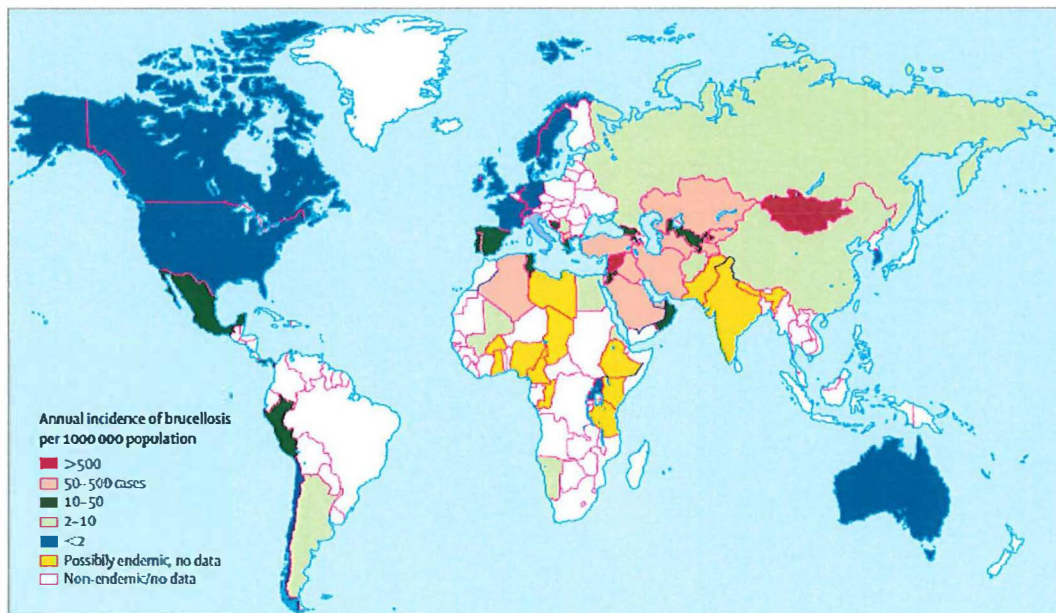 Annual incidence of brucellosis
per 1000 000 population
>500
50–500 cases
10–50
2–10
<2
Possibily endemic, no data
Non-endemic/no data